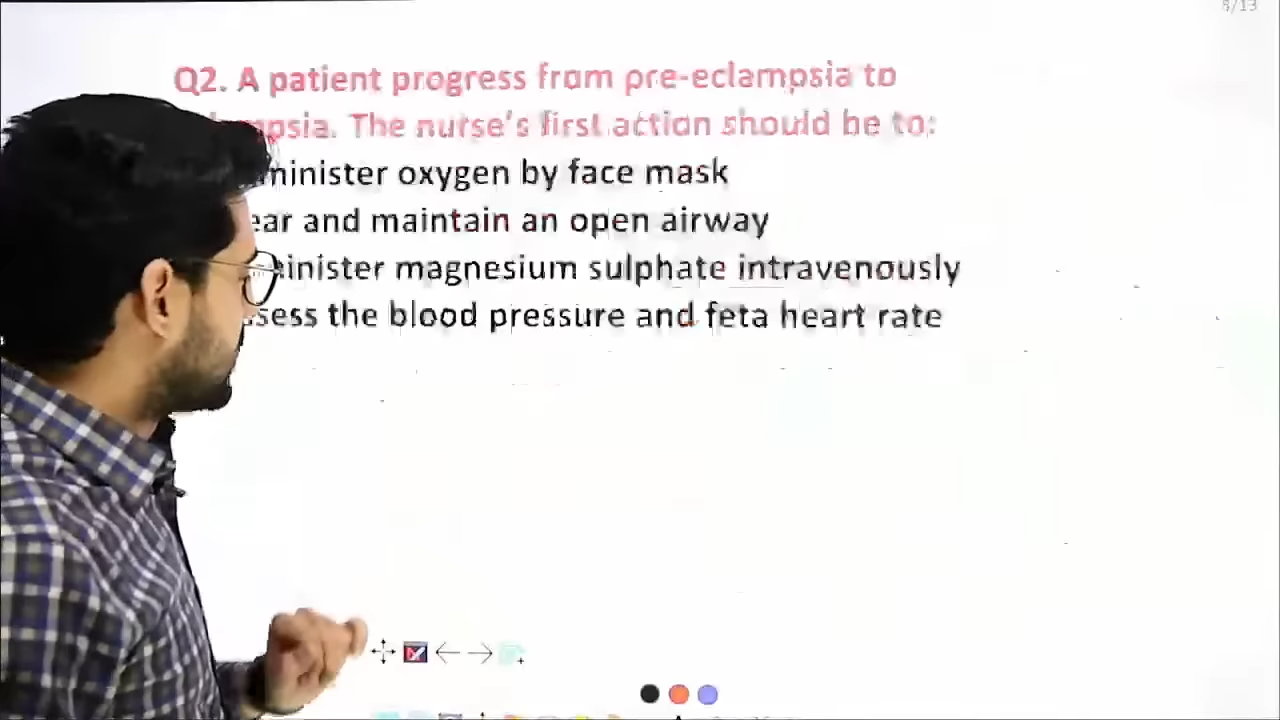 8/13
Q2. A patient progress from pre-eclampsia to
psia. The nurse's first action should be to:
minister oxygen by face mask
ear and maintain an open airway
inister magnesium sulphate intravenously
sess the blood pressure and feta heart rate